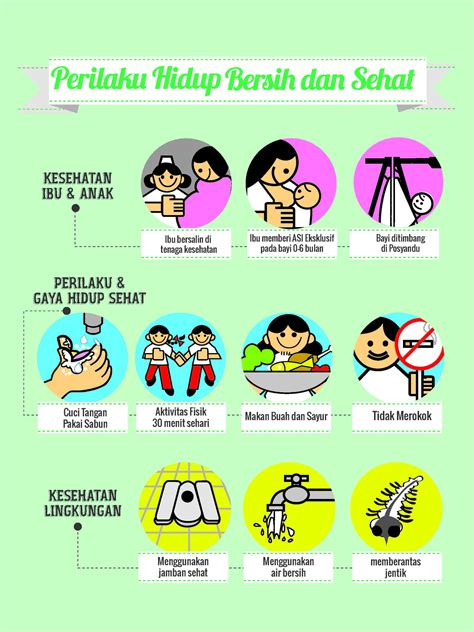 Perilaku Hidup Bersih dan Sehat
KESEHATAN
IBU & ANAK
Ibu bersalin di
tenaga kesehatan
Ibu memberi ASI Eksklusif
pada bayi 0-6 bulan
Bayi ditimbang
di Posyandu
PERILAKU &
GAYA HIDUP SEHAT
Cuci Tangan
Pakai Sabun
Aktivitas Fisik
30 menit sehari
Makan Buah dan Sayur
Tidak Merokok
KESEHATAN
LINGKUNGAN
Menggunakan
jamban sehat
Menggunakan
air bersih
memberantas
jentik